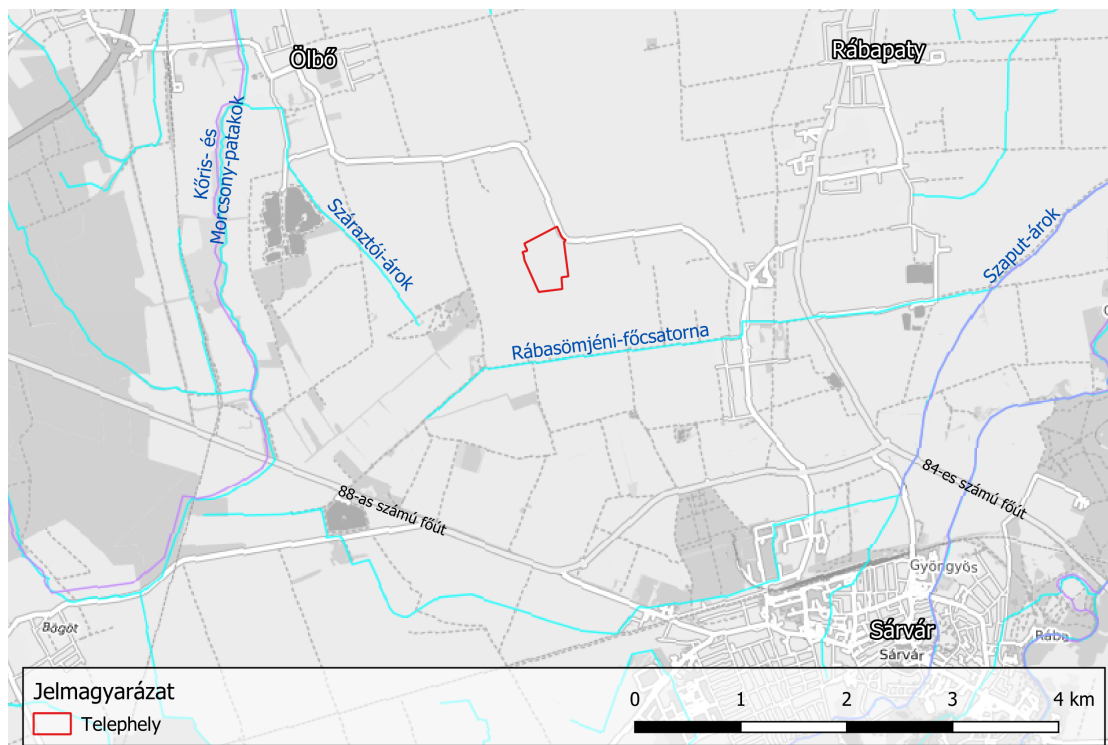 Ölbő
Rábapaty
Kőris- és
Morcsony-patakok
Száraztói-árok
Szaput-árok
Rábasömjéni-főcsatorna
88-as számú főút
84-es számú főút
Gyöngyös
Bögöt
Sárvár
Sárvár
Rába
Jelmagyarázat
Telephely
0 1 2 3 4 km